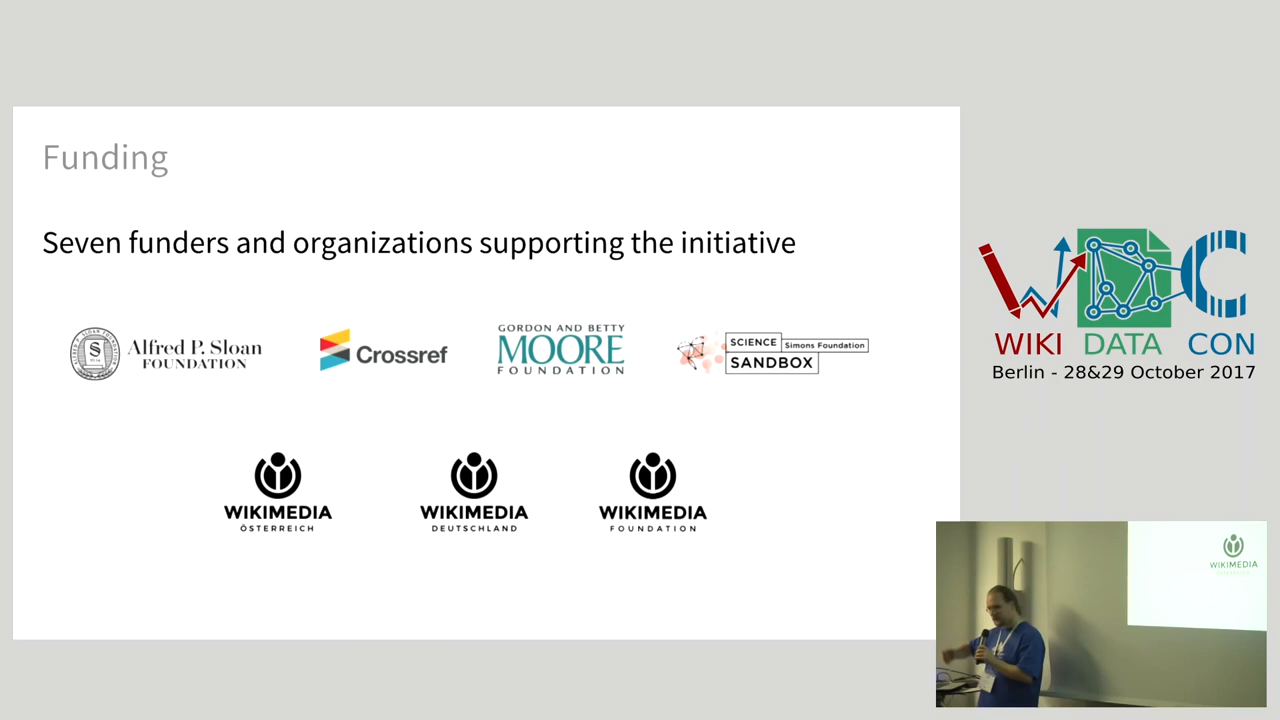 Funding
Seven funders and organizations supporting the initiative
S
Alfred P. Sloan
FOUNDATION
Crossref
GORDON AND BETTY
MOORE
FOUNDATION
SCIENCE
Simons Foundation
SANDBOX
WIKIMEDIA
ÖSTERREICH
WIKIMEDIA
DEUTSCHLAND
WIKIMEDIA
FOUNDATION
WDC
WIKI DATA CON
Berlin - 28&29 October 2017
WIKIMEDIA